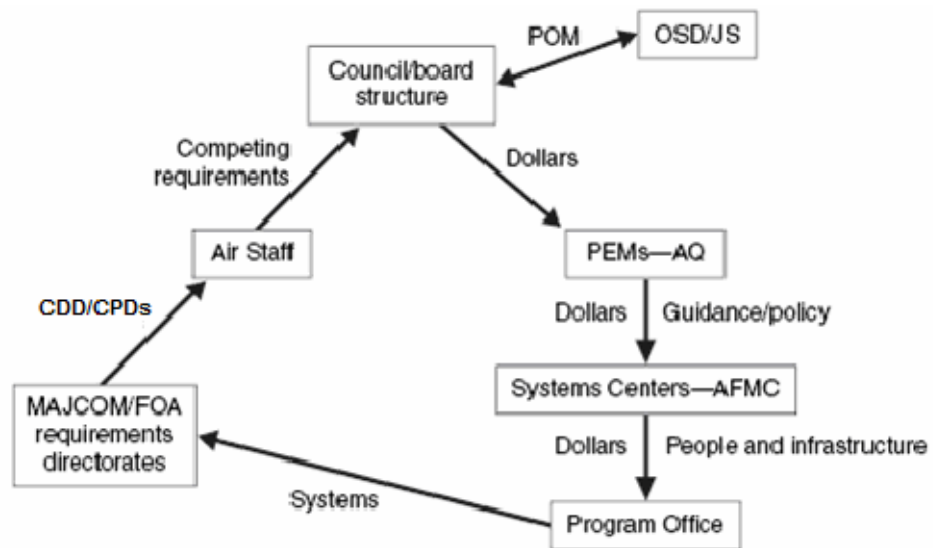 POM
OSD/JS
Council/board
structure
Competing
requirements
Dollars
Air Staff
PEMs—AQ
CDD/CPDs
Dollars Guidance/policy
MAJCOM/FOA
requirements
directorates
Systems Centers—AFMC
Dollars People and infrastructure
Systems
Program Office